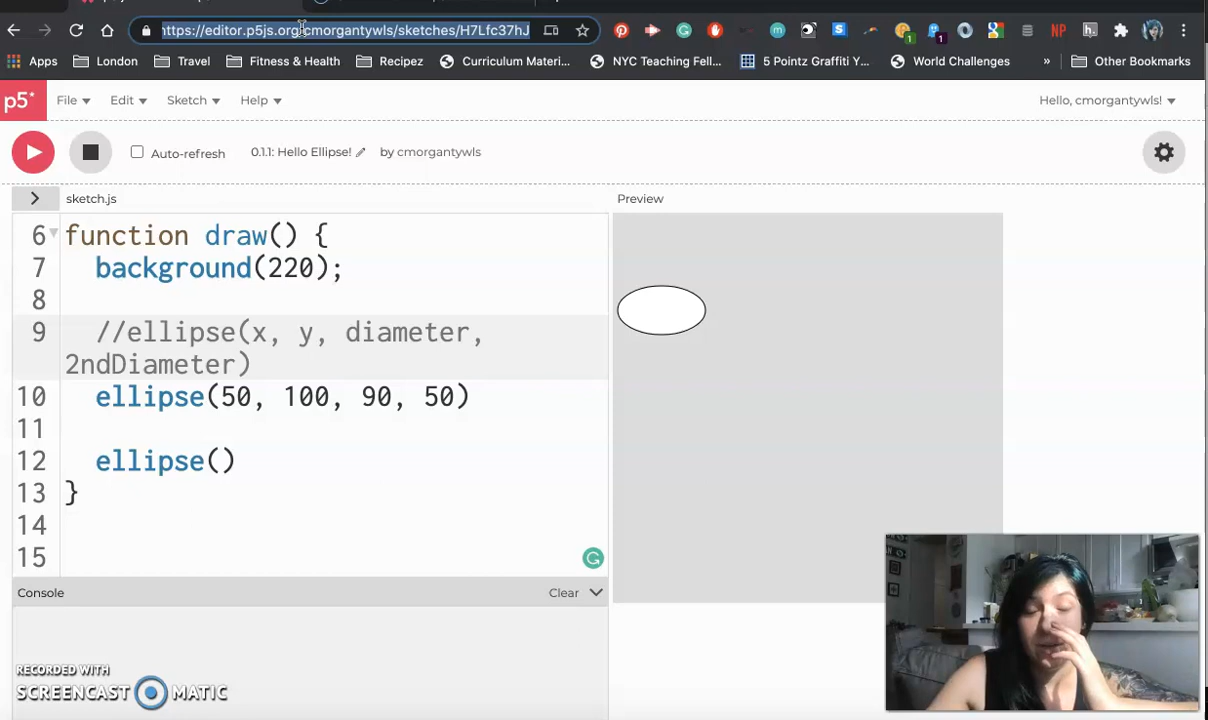 https://editor.p5js.org/cmorgantywls/sketches/H7Lfc37hJ
NP
1
1
Apps
London
Travel
Fitness & Health
Recipez
Curriculum Materi...
NYC Teaching Fell...
5 Pointz Graffiti Y...
World Challenges
»
Other Bookmarks
p5*
File
Edit
Sketch
Help
Hello, cmorgantywls!
Auto-refresh
0.1.1: Hello Ellipse!
by cmorgantywls
sketch.js
Preview
6 function draw() {
7 background(220);
8
9 //ellipse(x, y, diameter,
2ndDiameter)
10 ellipse(50, 100, 90, 50)
11
12 ellipse()
13 }
14
15
Console
Clear
RECORDED WITH
SCREENCAST MATIC